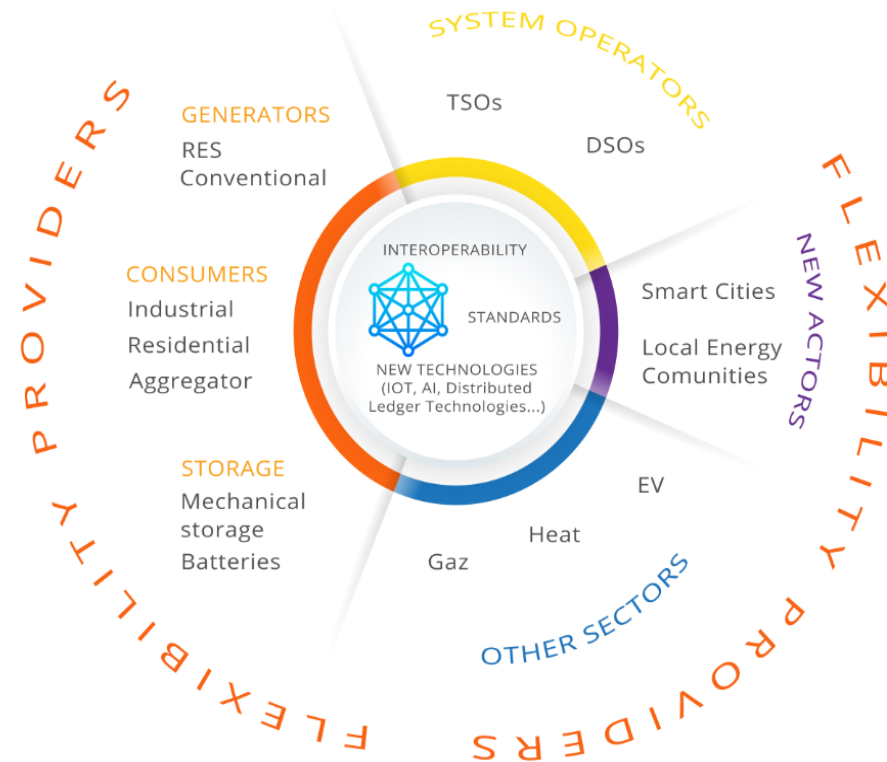 SYSTEM OPERATORS
TSOs
DSOs
FLEXIBILITY PROVIDERS
GENERATORS
RES
Conventional
CONSUMERS
Industrial
Residential
Aggregator
STORAGE
Mechanical
storage
Batteries
INTEROPERABILITY
STANDARDS
NEW TECHNOLOGIES
(IOT, AI, Distributed
Ledger Technologies...)
NEW ACTORS
Smart Cities
Local Energy
Comunities
FLEXIBILITY PROVIDERS
EV
Heat
Gaz
OTHER SECTORS